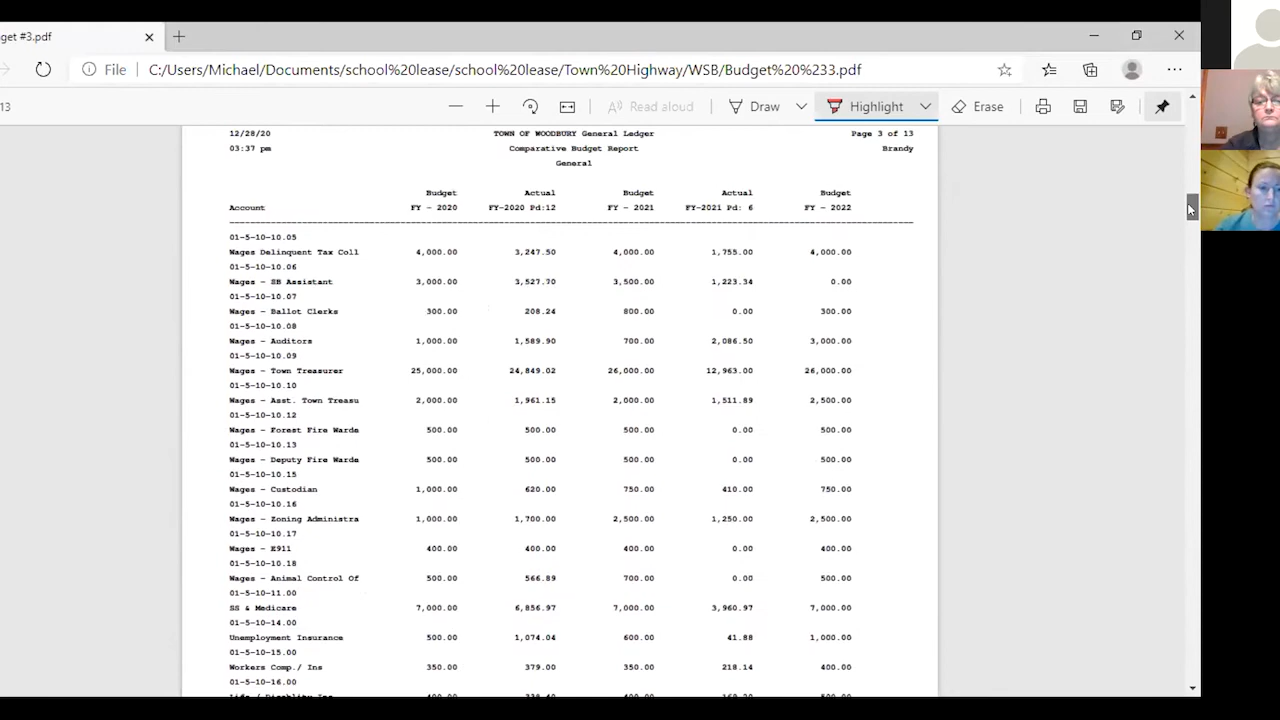 get #3.pdf
File C:/Users/Michael/Documents/school%20lease/school%20lease/Town%20Highway/WSB/Budget%20%233.pdf
13 Read aloud Draw Highlight Erase
12/28/20 TOWN OF WOODBURY General Ledger Page 3 of 13
03:37 pm Comparative Budget Report Brandy
General
Budget Actual Budget Actual Budget
Account FY - 2020 FY-2020 Pd:12 FY - 2021 FY-2021 Pd: 6 FY - 2022
01-5-10-10.05
Wages Delinquent Tax Coll 4,000.00 3,247.50 4,000.00 1,755.00 4,000.00
01-5-10-10.06
Wages - SB Assistant 3,000.00 3,527.70 3,500.00 1,223.34 0.00
01-5-10-10.07
Wages - Ballot Clerks 300.00 208.24 800.00 0.00 300.00
01-5-10-10.08
Wages - Auditors 1,000.00 1,589.90 700.00 2,086.50 3,000.00
01-5-10-10.09
Wages - Town Treasurer 25,000.00 24,849.02 26,000.00 12,963.00 26,000.00
01-5-10-10.10
Wages - Asst. Town Treasu 2,000.00 1,961.15 2,000.00 1,511.89 2,500.00
01-5-10-10.12
Wages - Forest Fire Warde 500.00 500.00 500.00 0.00 500.00
01-5-10-10.13
Wages - Deputy Fire Warde 500.00 500.00 500.00 0.00 500.00
01-5-10-10.15
Wages - Custodian 1,000.00 620.00 750.00 410.00 750.00
01-5-10-10.16
Wages - Zoning Administra 1,000.00 1,700.00 2,500.00 1,250.00 2,500.00
01-5-10-10.17
Wages - E911 400.00 400.00 400.00 0.00 400.00
01-5-10-10.18
Wages - Animal Control Of 500.00 566.89 700.00 0.00 500.00
01-5-10-11.00
SS & Medicare 7,000.00 6,856.97 7,000.00 3,960.97 7,000.00
01-5-10-14.00
Unemployment Insurance 500.00 1,074.04 600.00 41.88 1,000.00
01-5-10-15.00
Workers Comp./ Ins 350.00 379.00 350.00 218.14 400.00
01-5-10-16.00